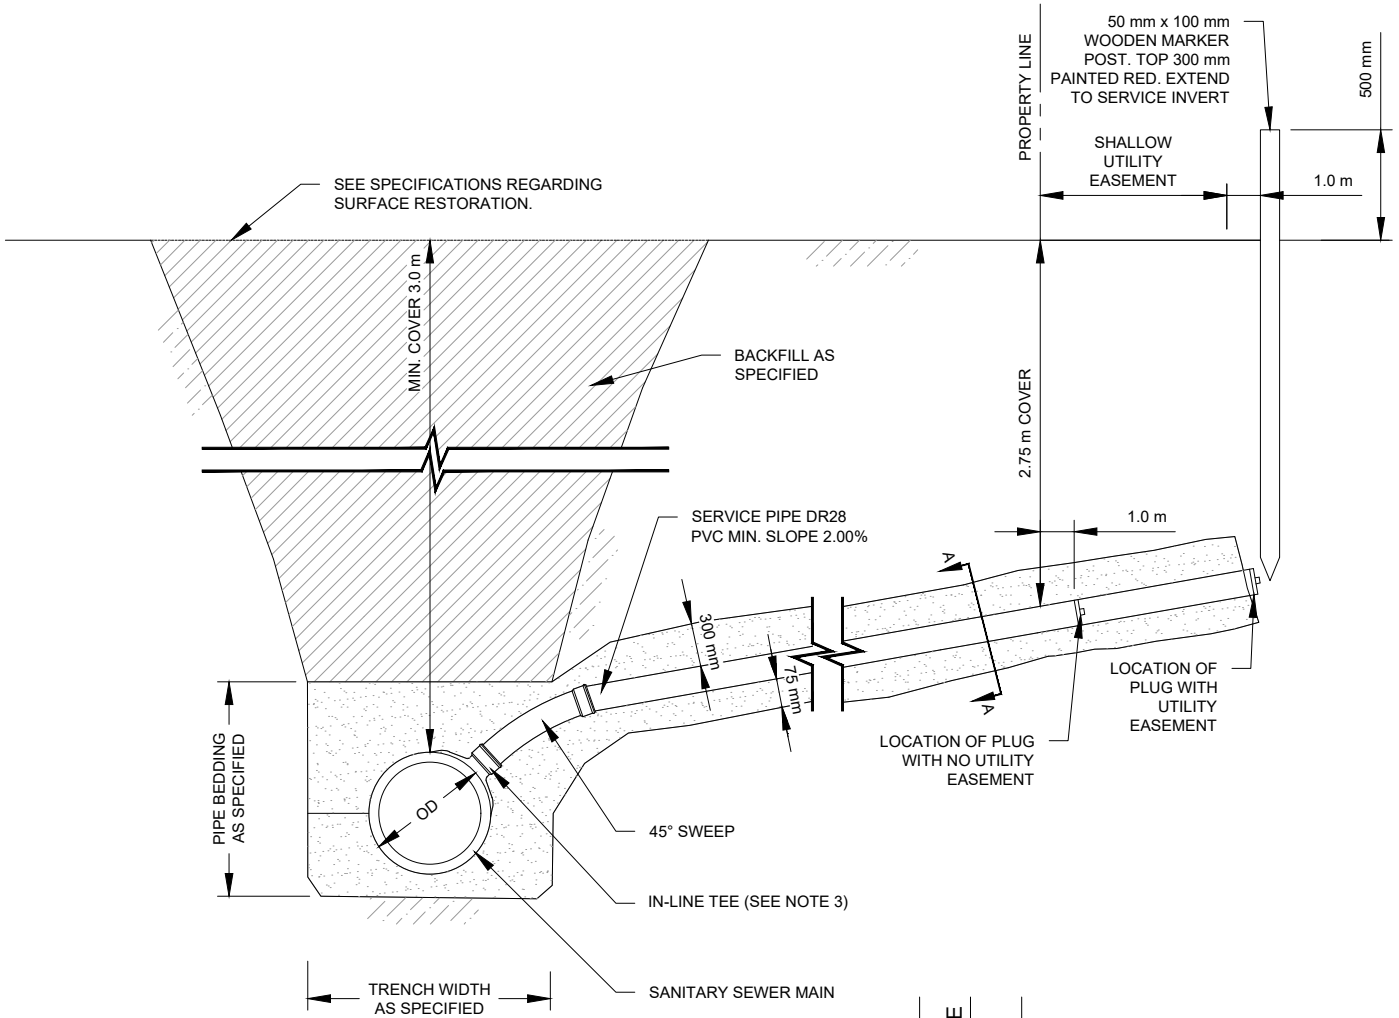 50 mm x 100 mm
WOODEN MARKER
POST. TOP 300 mm
PAINTED RED. EXTEND
TO SERVICE INVERT
PROPERTY LINE
500 mm
SHALLOW
UTILITY
EASEMENT
1.0 m
SEE SPECIFICATIONS REGARDING
SURFACE RESTORATION.
MIN. COVER 3.0 m
BACKFILL AS
SPECIFIED
2.75 m COVER
SERVICE PIPE DR28
PVC MIN. SLOPE 2.00%
1.0 m
A
300 mm
75 mm
A
LOCATION OF
PLUG WITH
UTILITY
EASEMENT
LOCATION OF PLUG
WITH NO UTILITY
EASEMENT
PIPE BEDDING
AS SPECIFIED
OD
45° SWEEP
IN-LINE TEE (SEE NOTE 3)
SANITARY SEWER MAIN
TRENCH WIDTH
AS SPECIFIED